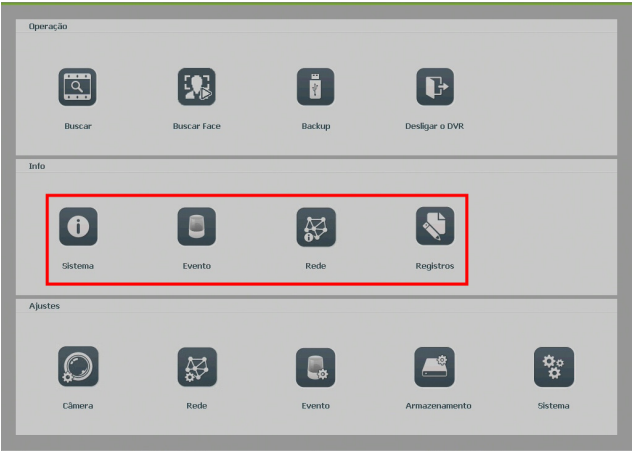 Operação
Buscar Buscar Face Backup Desligar o DVR
Info
Sistema Evento Rede Registros
Ajustes
Câmera Rede Evento Armazenamento Sistema